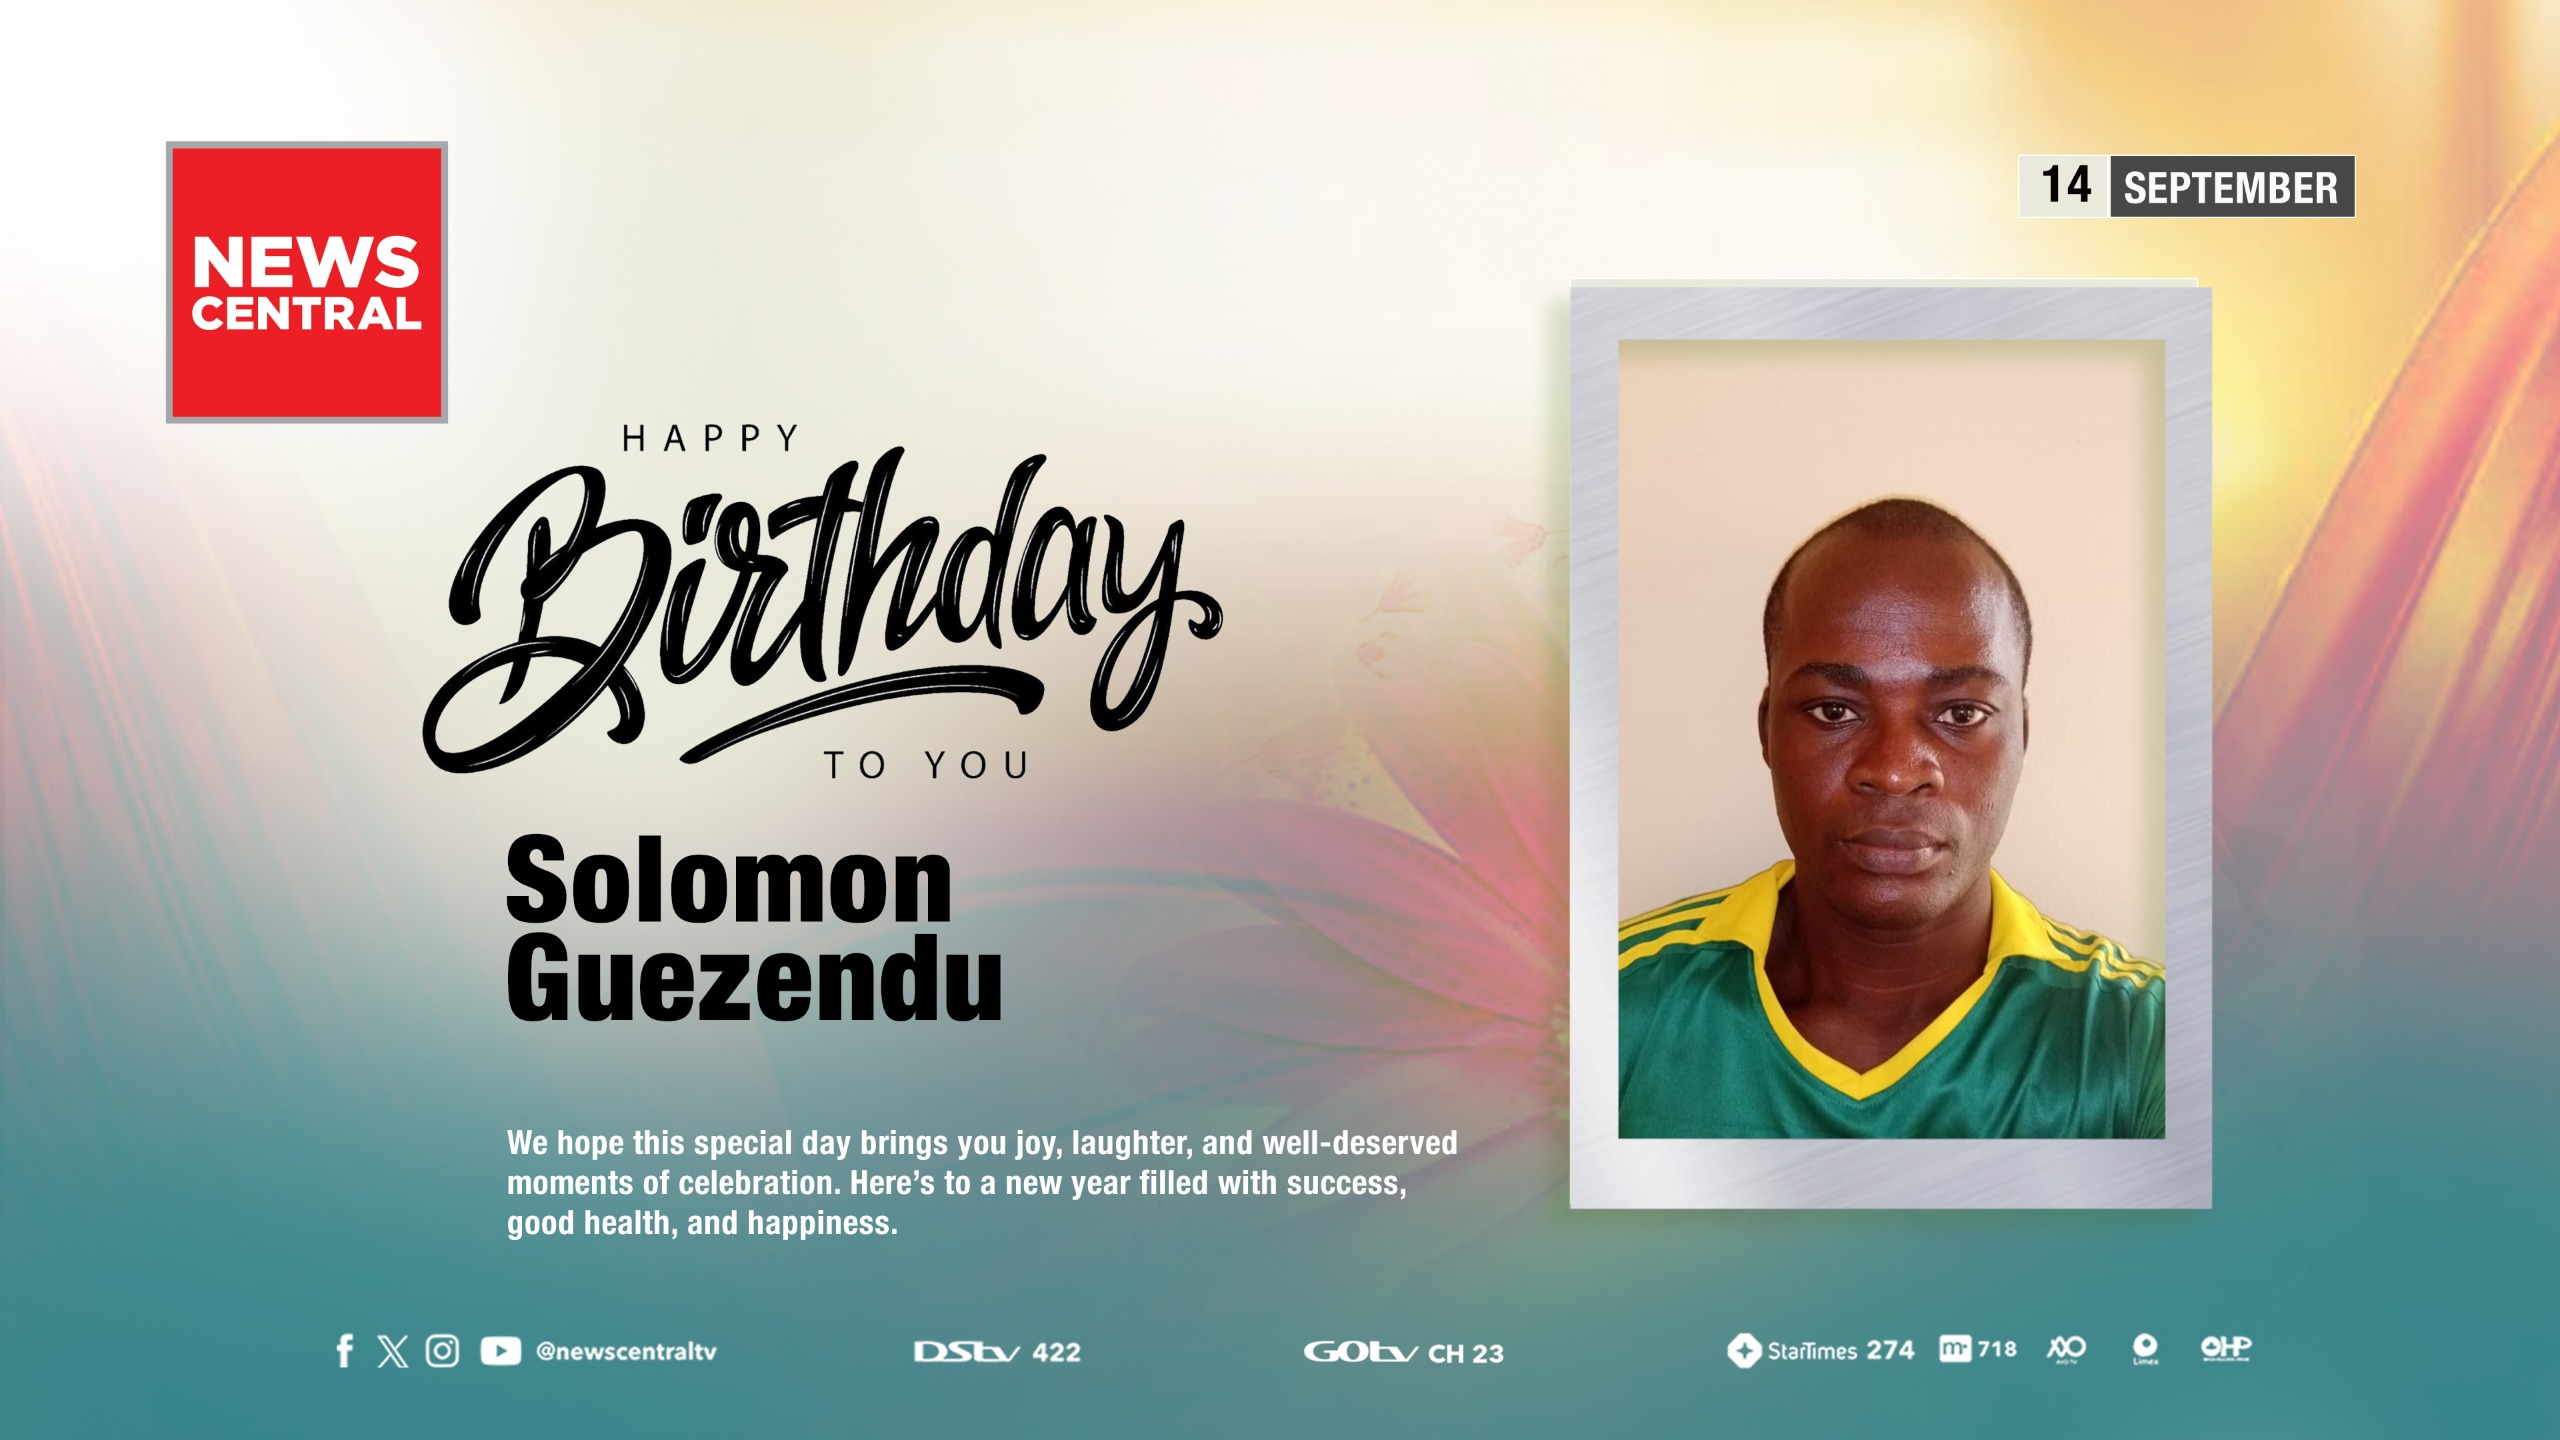 NEWS
CENTRAL
14 SEPTEMBER
HAPPY
Birthday
TO YOU
Solomon
Guezendu
We hope this special day brings you joy, laughter, and well-deserved
moments of celebration. Here’s to a new year filled with success,
good health, and happiness.
@newscentraltv DStv 422 GOtv CH 23 StarTimes 274 718 Limex OHP